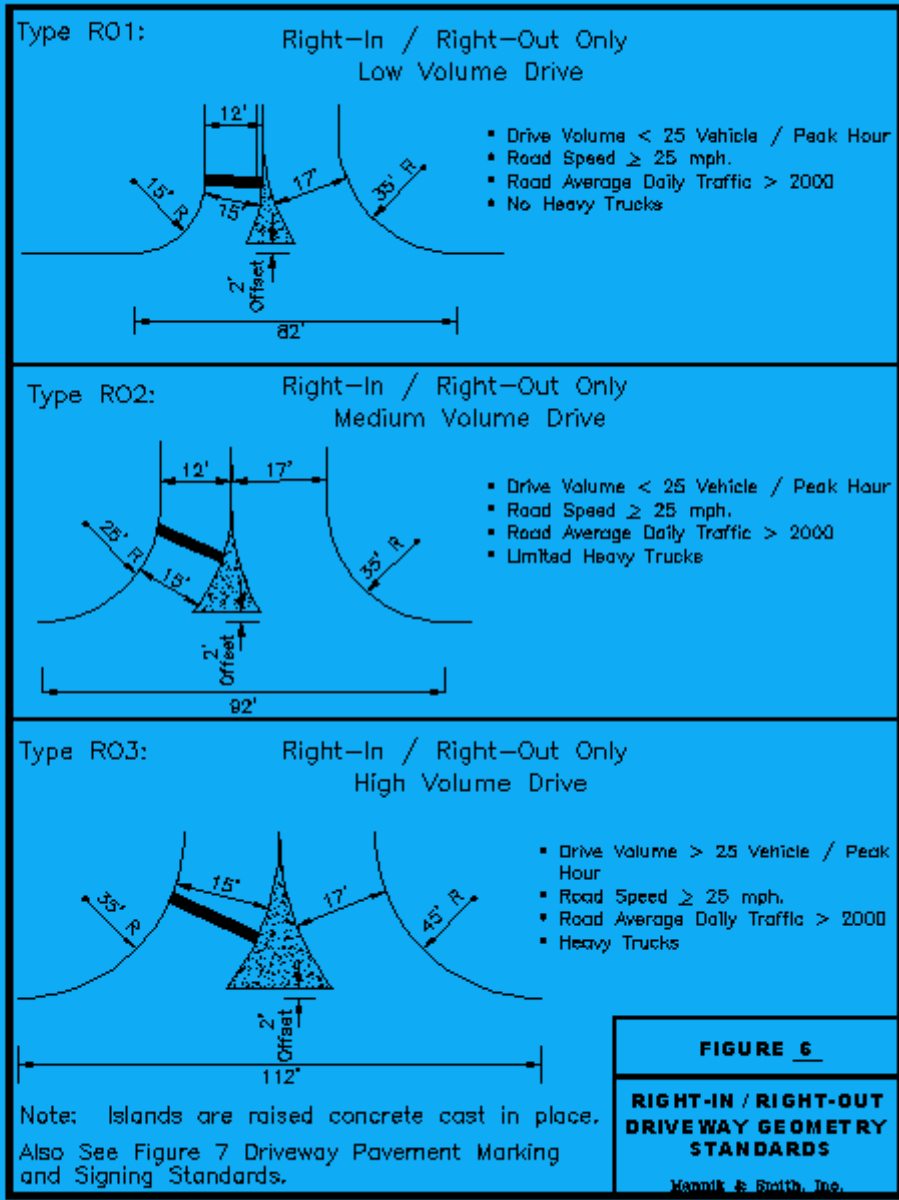 Type RO1:
Right-In / Right-Out Only
Low Volume Drive
12'
15' R
15'
17'
35' R
2'
Offset
82'
▪ Drive Volume < 25 Vehicle / Peak Hour
▪ Road Speed ≥ 25 mph.
▪ Road Average Daily Traffic > 2000
▪ No Heavy Trucks
Type RO2:
Right-In / Right-Out Only
Medium Volume Drive
12'
17'
25' R
15'
35' R
2'
Offset
92'
▪ Drive Volume < 25 Vehicle / Peak Hour
▪ Road Speed ≥ 25 mph.
▪ Road Average Daily Traffic > 2000
▪ Limited Heavy Trucks
Type RO3:
Right-In / Right-Out Only
High Volume Drive
35' R
15'
17'
45' R
2'
Offset
112'
▪ Drive Volume > 25 Vehicle / Peak
Hour
▪ Road Speed ≥ 25 mph.
▪ Road Average Daily Traffic > 2000
▪ Heavy Trucks
Note: Islands are raised concrete cast in place.
Also See Figure 7 Driveway Pavement Marking
and Signing Standards.
FIGURE 6
RIGHT-IN / RIGHT-OUT
DRIVEWAY GEOMETRY
STANDARDS
Mannik & Smith, Inc.